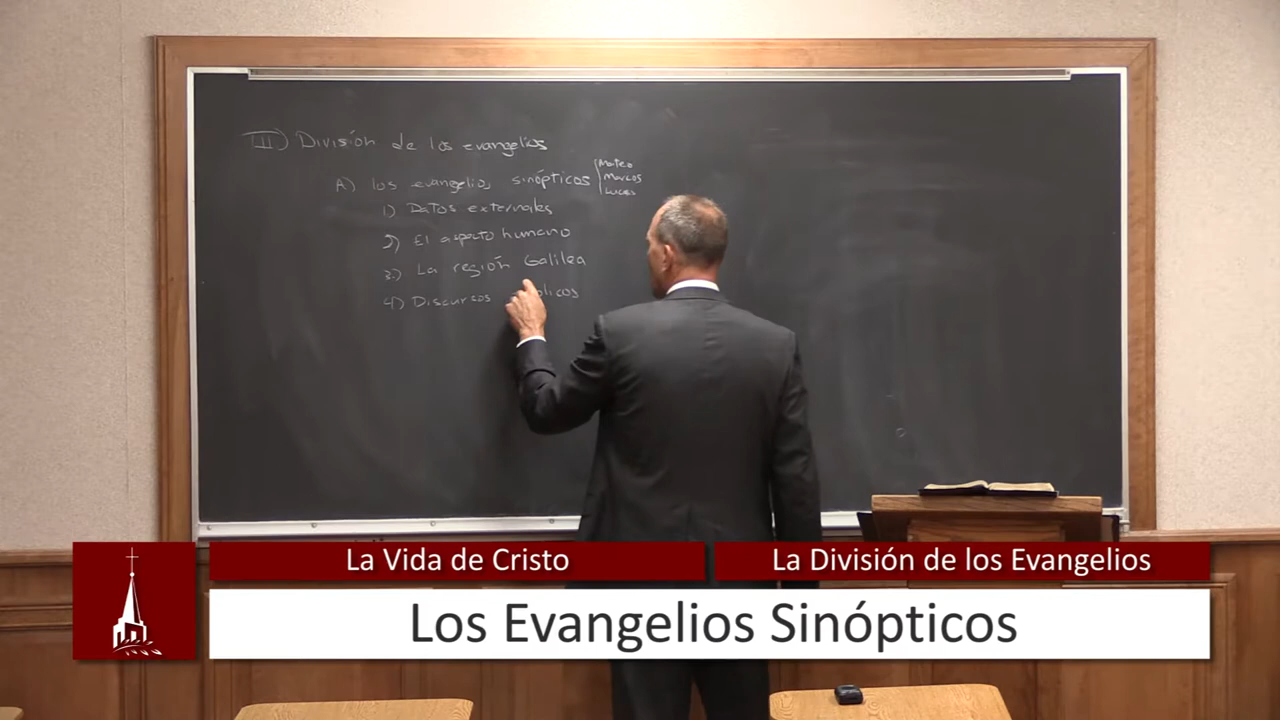 III) División de los evangelios
A) los evangelios sinópticos
Mateo
Marcos
Lucas
1) Datos externales
2) El aspecto humano
3.) La región Galilea
4) Discursos
La Vida de Cristo
La División de los Evangelios
Los Evangelios Sinópticos